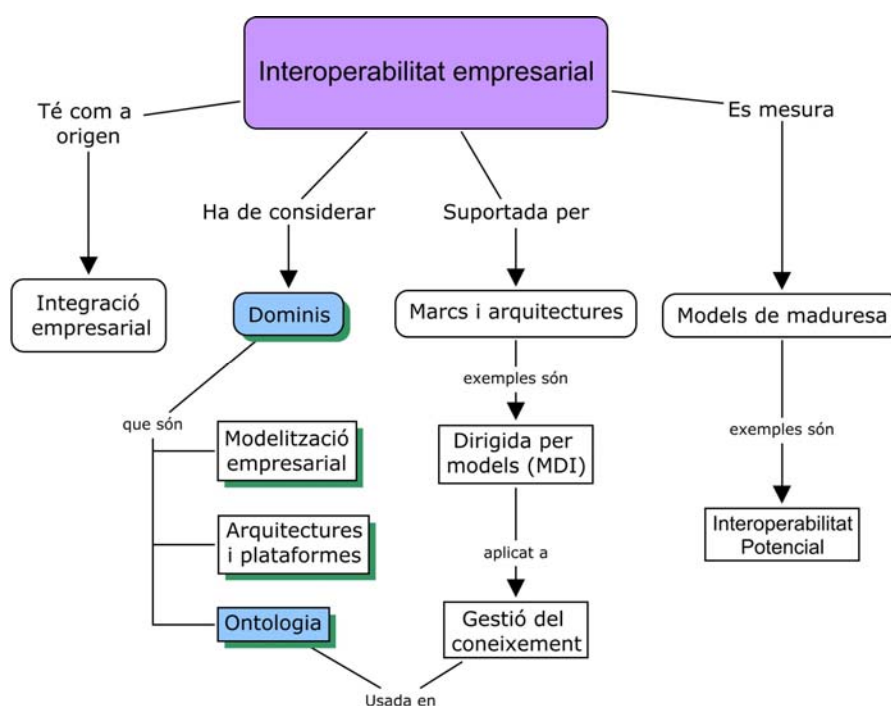 Interoperabilitat empresarial
Té com a
origen
Es mesura
Ha de considerar
Suportada per
Integració
empresarial
Dominis
Marcs i arquitectures
Models de maduresa
exemples són
que són
exemples són
Modelització
empresarial
Dirigida per
models (MDI)
Arquitectures
i plataformes
Interoperabilitat
Potencial
aplicat a
Ontologia
Gestió del
coneixement
Usada en